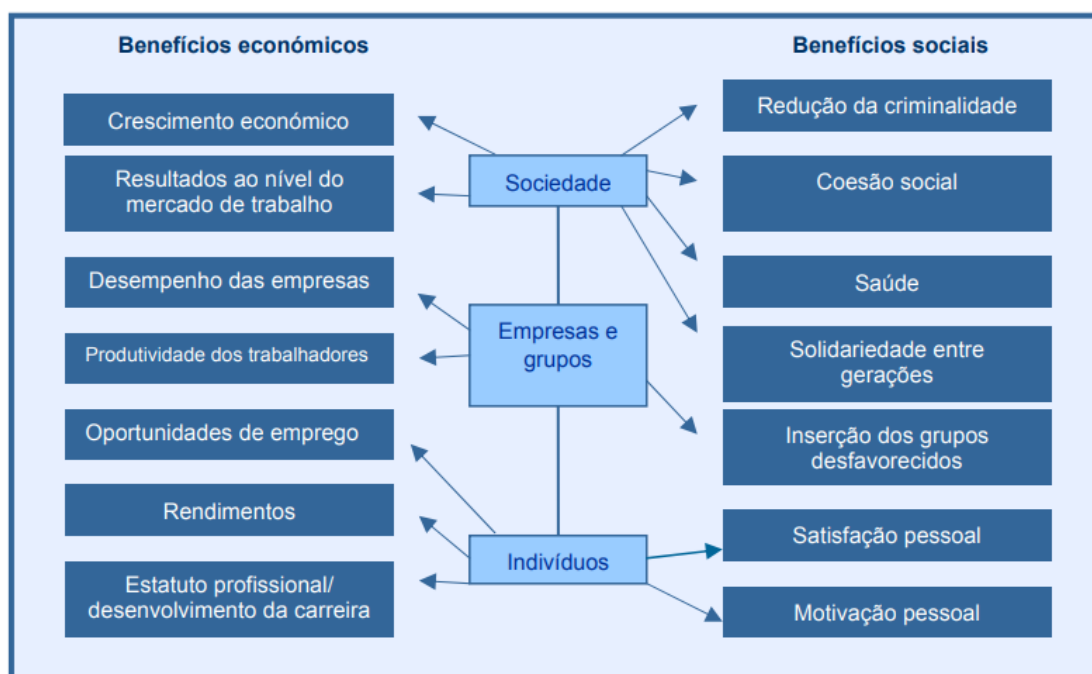 Benefícios económicos
Crescimento económico
Resultados ao nível do
mercado de trabalho
Desempenho das empresas
Produtividade dos trabalhadores
Oportunidades de emprego
Rendimentos
Estatuto profissional/
desenvolvimento da carreira
Sociedade
Empresas e
grupos
Indivíduos
Benefícios sociais
Redução da criminalidade
Coesão social
Saúde
Solidariedade entre
gerações
Inserção dos grupos
desfavorecidos
Satisfação pessoal
Motivação pessoal